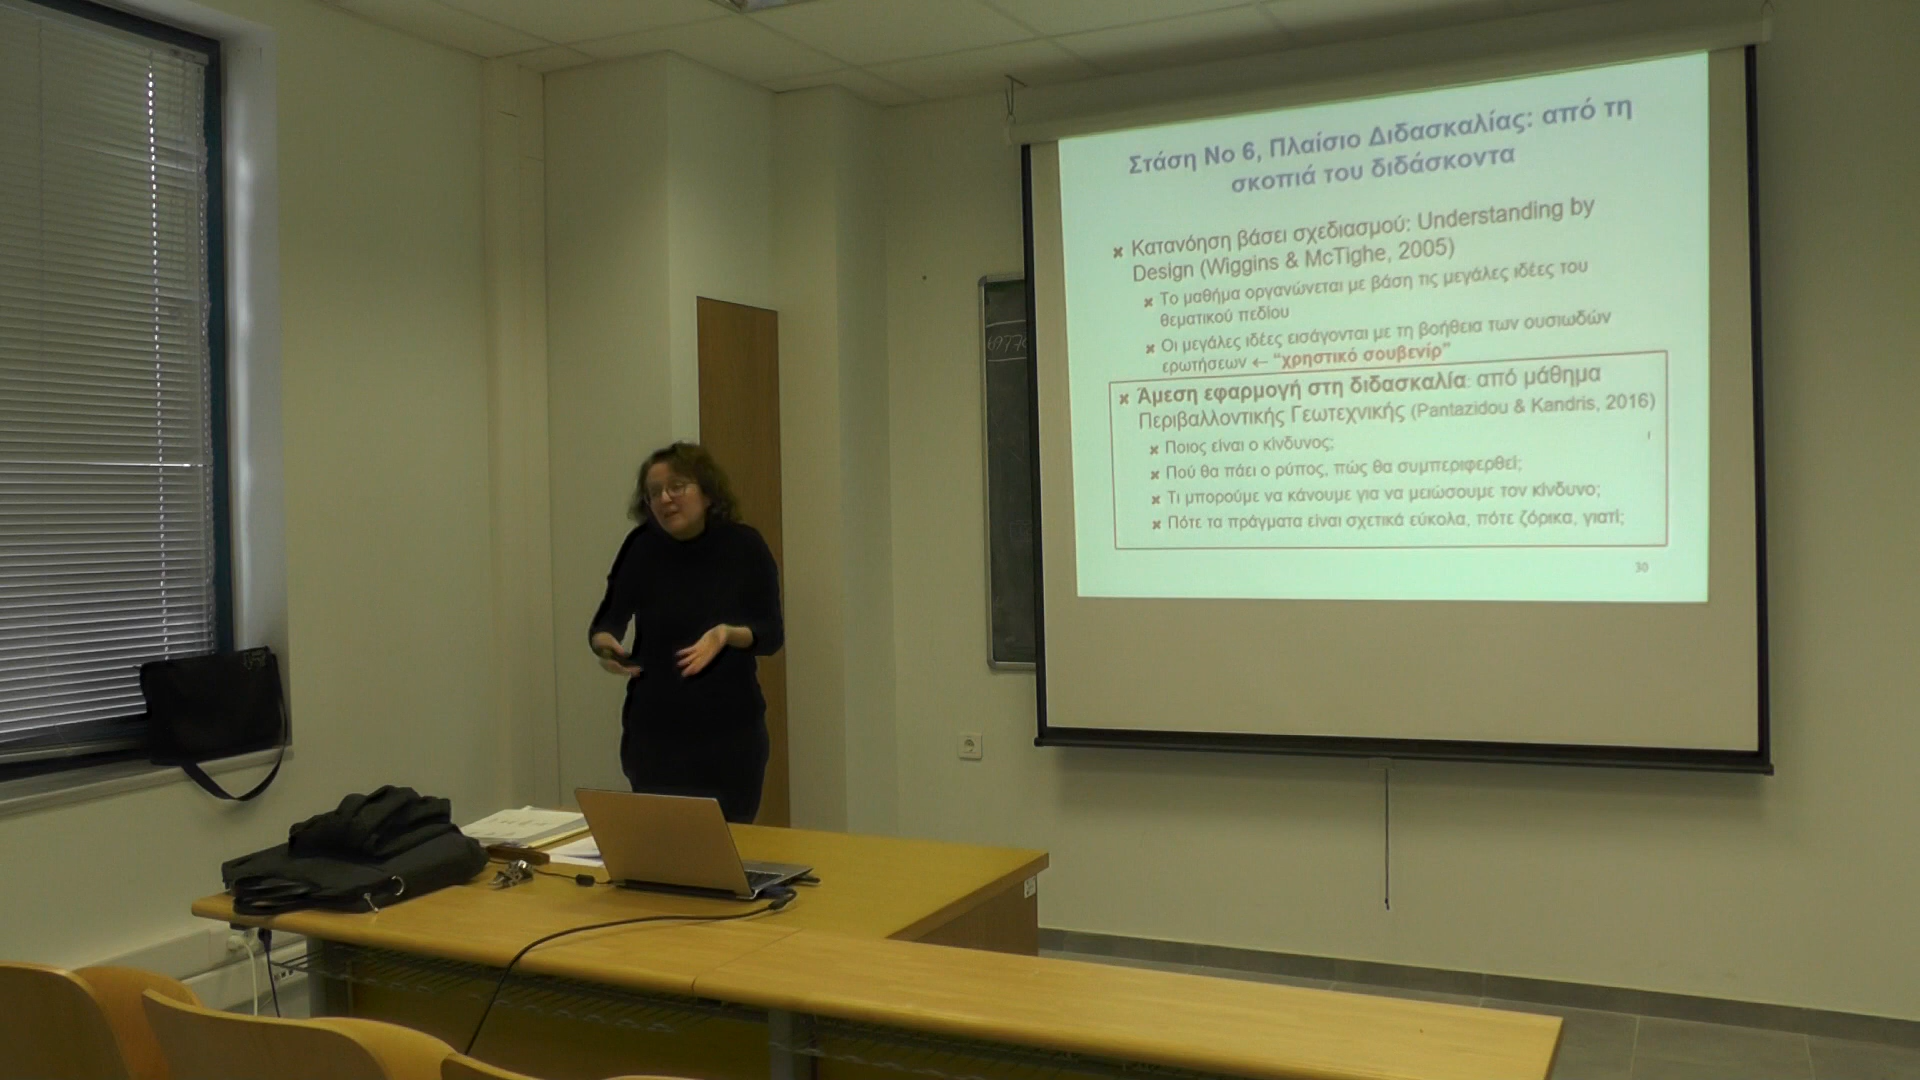 Στάση Νο 6, Πλαίσιο Διδασκαλίας: από τη
σκοπιά του διδάσκοντα
Κατανόηση βάσει σχεδιασμού: Understanding by
Design (Wiggins & McTighe, 2005)
Το μαθήμα οργανώνεται με βάση τις μεγάλες ιδέες του
θεματικού πεδίου
Οι μεγάλες ιδέες εισάγονται με τη βοήθεια των ουσιωδών
ερωτήσεων ← “χρηστικό σουβενίρ”
Άμεση εφαρμογή στη διδασκαλία: από μάθημα
Περιβαλλοντικής Γεωτεχνικής (Pantazidou & Kandris, 2016)
Ποιος είναι ο κίνδυνος;
Πού θα πάει ο ρύπος, πώς θα συμπεριφερθεί;
Τι μπορούμε να κάνουμε για να μειώσουμε τον κίνδυνο;
Πότε τα πράγματα είναι σχετικά εύκολα, πότε ζόρικα, γιατί;
30